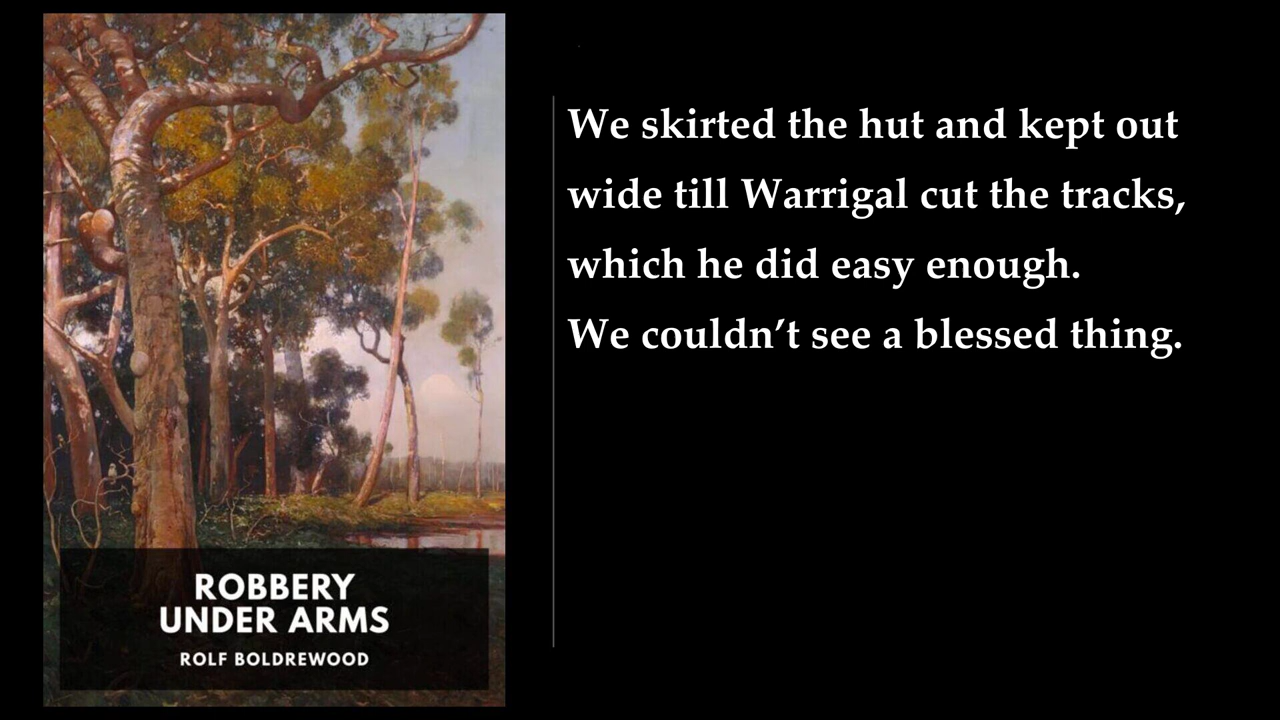 ROBBERY
UNDER ARMS
ROLF BOLDREWOOD
We skirted the hut and kept out
wide till Warrigal cut the tracks,
which he did easy enough.
We couldn’t see a blessed thing.